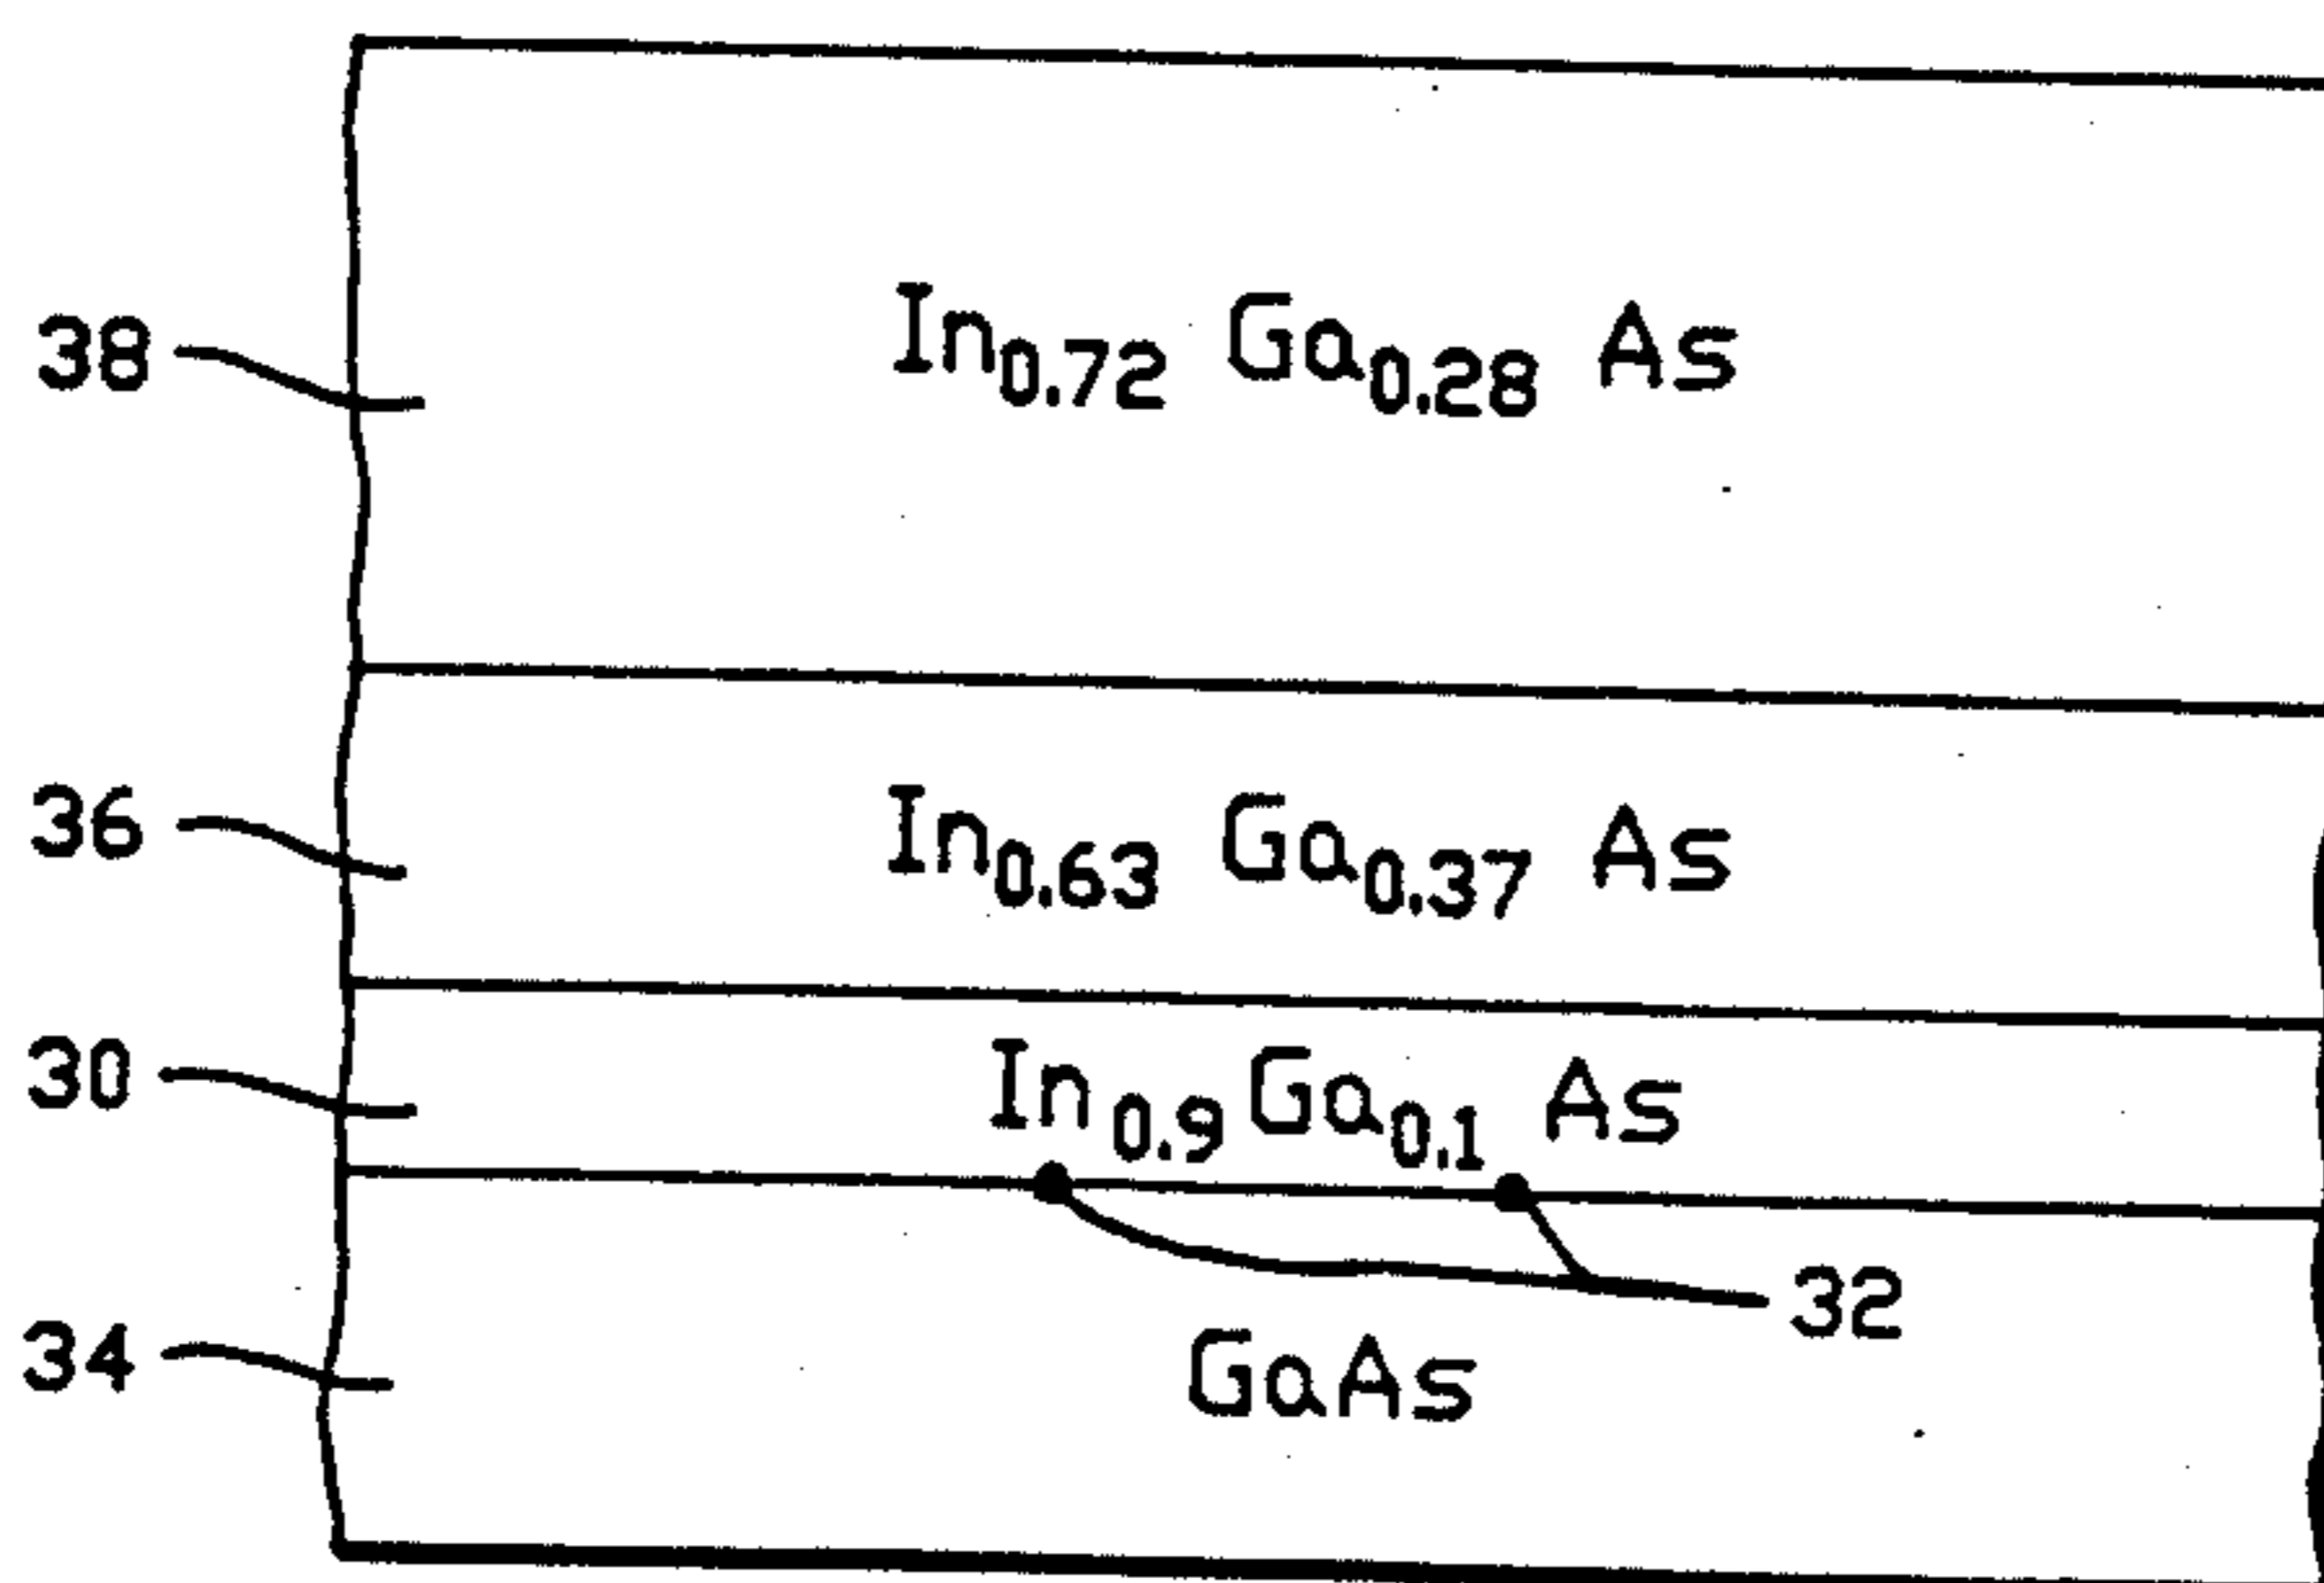 38 In0.72 Ga0.28 As
36 In0.63 Ga0.37 As
30 In0.9 Ga0.1 As
32
34 GaAs